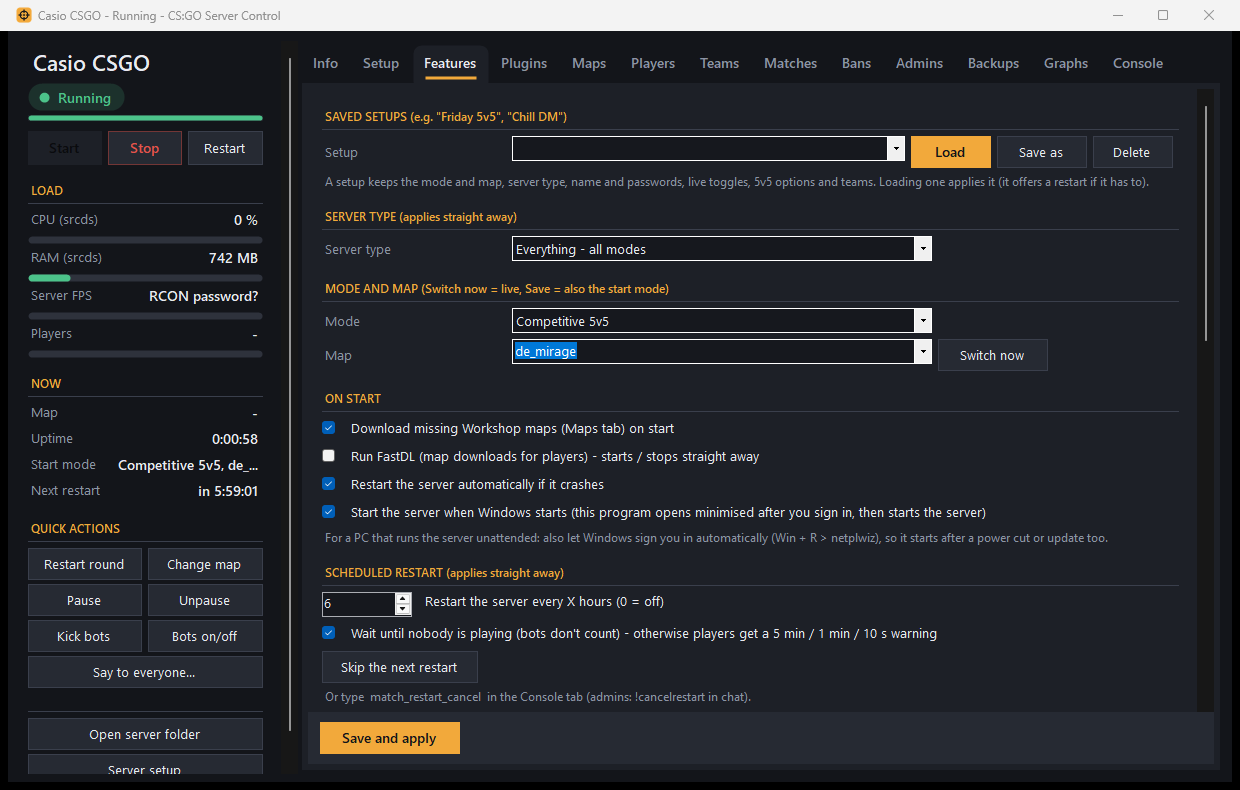 Casio CSGO - Running - CS:GO Server Control
Casio CSGO
Running
Start
Stop
Restart
LOAD
CPU (srcds)
0 %
RAM (srcds)
742 MB
Server FPS
RCON password?
Players
-
NOW
Map
-
Uptime
0:00:58
Start mode
Competitive 5v5, de_...
Next restart
in 5:59:01
QUICK ACTIONS
Restart round
Change map
Pause
Unpause
Kick bots
Bots on/off
Say to everyone...
Open server folder
Server setup
Info
Setup
Features
Plugins
Maps
Players
Teams
Matches
Bans
Admins
Backups
Graphs
Console
SAVED SETUPS (e.g. "Friday 5v5", "Chill DM")
Setup
Load
Save as
Delete
A setup keeps the mode and map, server type, name and passwords, live toggles, 5v5 options and teams. Loading one applies it (it offers a restart if it has to).
SERVER TYPE (applies straight away)
Server type
Everything - all modes
MODE AND MAP (Switch now = live, Save = also the start mode)
Mode
Competitive 5v5
Map
de_mirage
Switch now
ON START
Download missing Workshop maps (Maps tab) on start
Run FastDL (map downloads for players) - starts / stops straight away
Restart the server automatically if it crashes
Start the server when Windows starts (this program opens minimised after you sign in, then starts the server)
For a PC that runs the server unattended: also let Windows sign you in automatically (Win + R > netplwiz), so it starts after a power cut or update too.
SCHEDULED RESTART (applies straight away)
6
Restart the server every X hours (0 = off)
Wait until nobody is playing (bots don't count) - otherwise players get a 5 min / 1 min / 10 s warning
Skip the next restart
Or type match_restart_cancel in the Console tab (admins: !cancelrestart in chat).
Save and apply